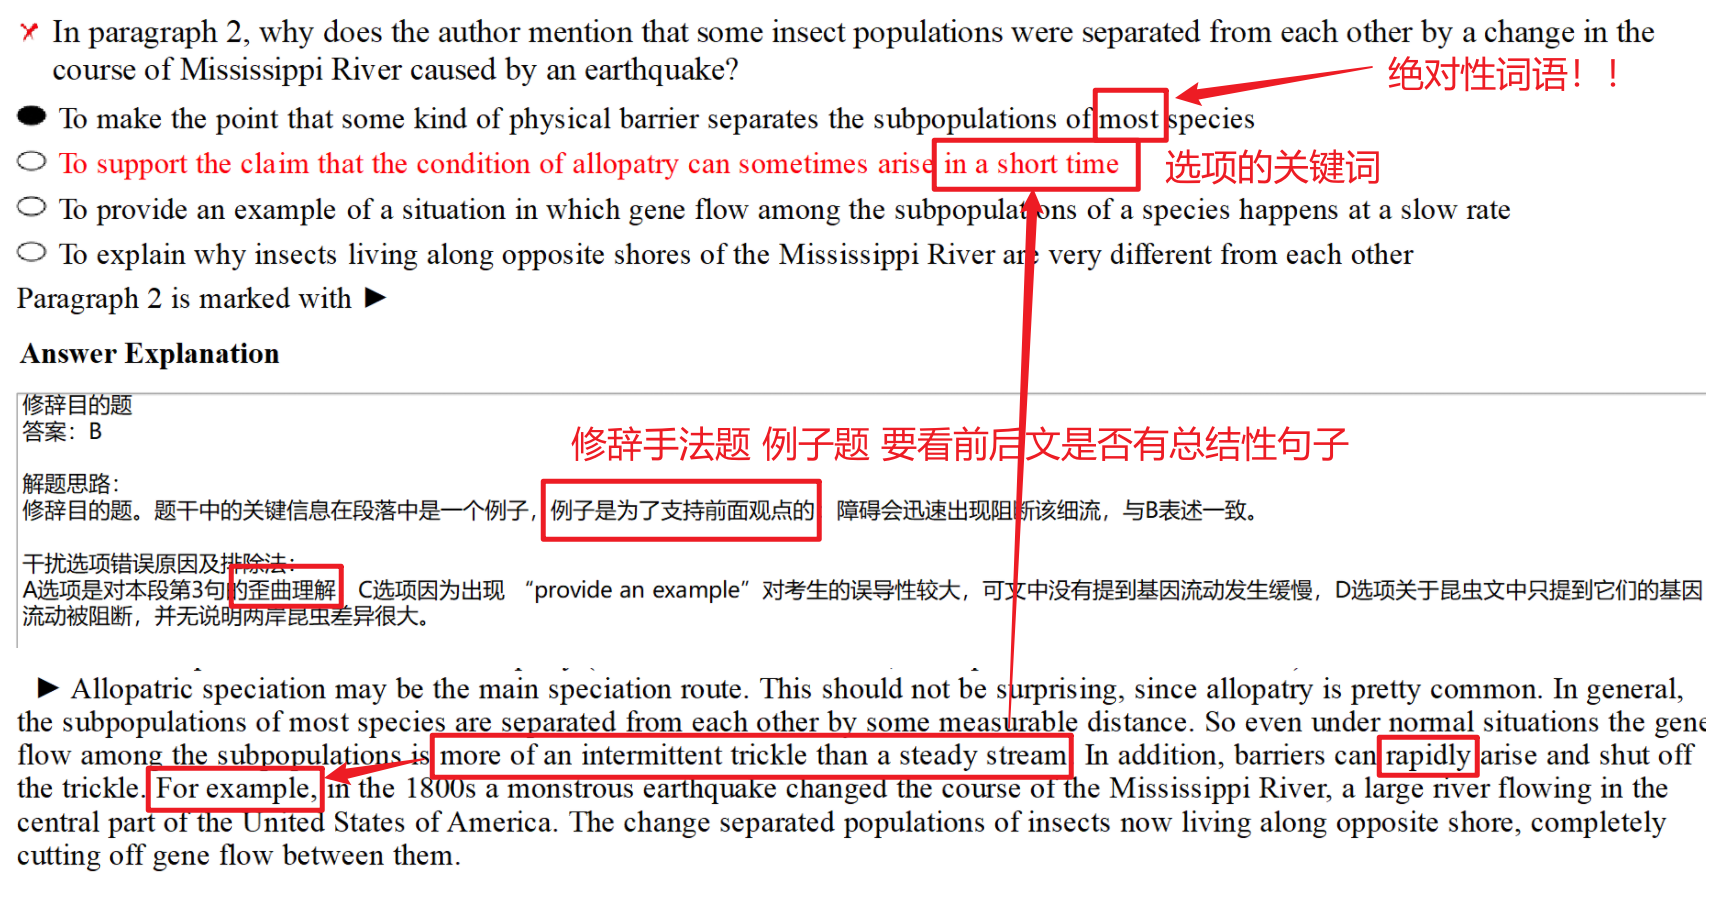 In paragraph 2, why does the author mention that some insect populations were separated from each other by a change in the
course of Mississippi River caused by an earthquake?
绝对性词语！！
To make the point that some kind of physical barrier separates the subpopulations of most species
To support the claim that the condition of allopatry can sometimes arise in a short time
选项的关键词
To provide an example of a situation in which gene flow among the subpopulations of a species happens at a slow rate
To explain why insects living along opposite shores of the Mississippi River are very different from each other
Paragraph 2 is marked with ►
Answer Explanation
修辞目的题
答案：B
修辞手法题 例子题 要看前后文是否有总结性句子
解题思路：
修辞目的题。题干中的关键信息在段落中是一个例子，例子是为了支持前面观点的 障碍会迅速出现阻断该细流，与B表述一致。
干扰选项错误原因及排除法：
A选项是对本段第3句的歪曲理解 C选项因为出现 “provide an example”对考生的误导性较大，可文中没有提到基因流动发生缓慢，D选项关于昆虫文中只提到它们的基因
流动被阻断，并无说明两岸昆虫差异很大。
► Allopatric speciation may be the main speciation route. This should not be surprising, since allopatry is pretty common. In general,
the subpopulations of most species are separated from each other by some measurable distance. So even under normal situations the gene
flow among the subpopulations is more of an intermittent trickle than a steady stream. In addition, barriers can rapidly arise and shut off
the trickle. For example, in the 1800s a monstrous earthquake changed the course of the Mississippi River, a large river flowing in the
central part of the United States of America. The change separated populations of insects now living along opposite shore, completely
cutting off gene flow between them.